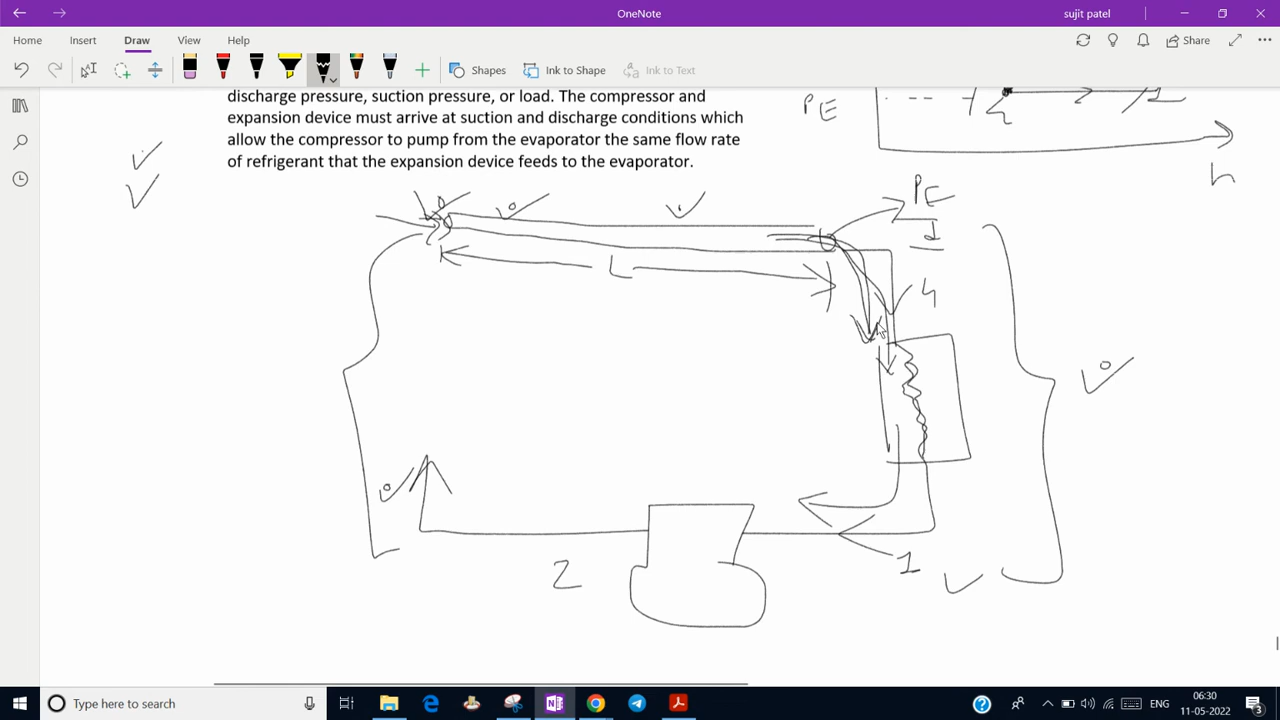 OneNote
sujit patel
Home
Insert
Draw
View
Help
Share
Shapes
Ink to Shape
Ink to Text
discharge pressure, suction pressure, or load. The compressor and
expansion device must arrive at suction and discharge conditions which
allow the compressor to pump from the evaporator the same flow rate
of refrigerant that the expansion device feeds to the evaporator.
PE
1
h
PE
d
L
4
2
1
Type here to search
ENG
06:30
11-05-2022
3